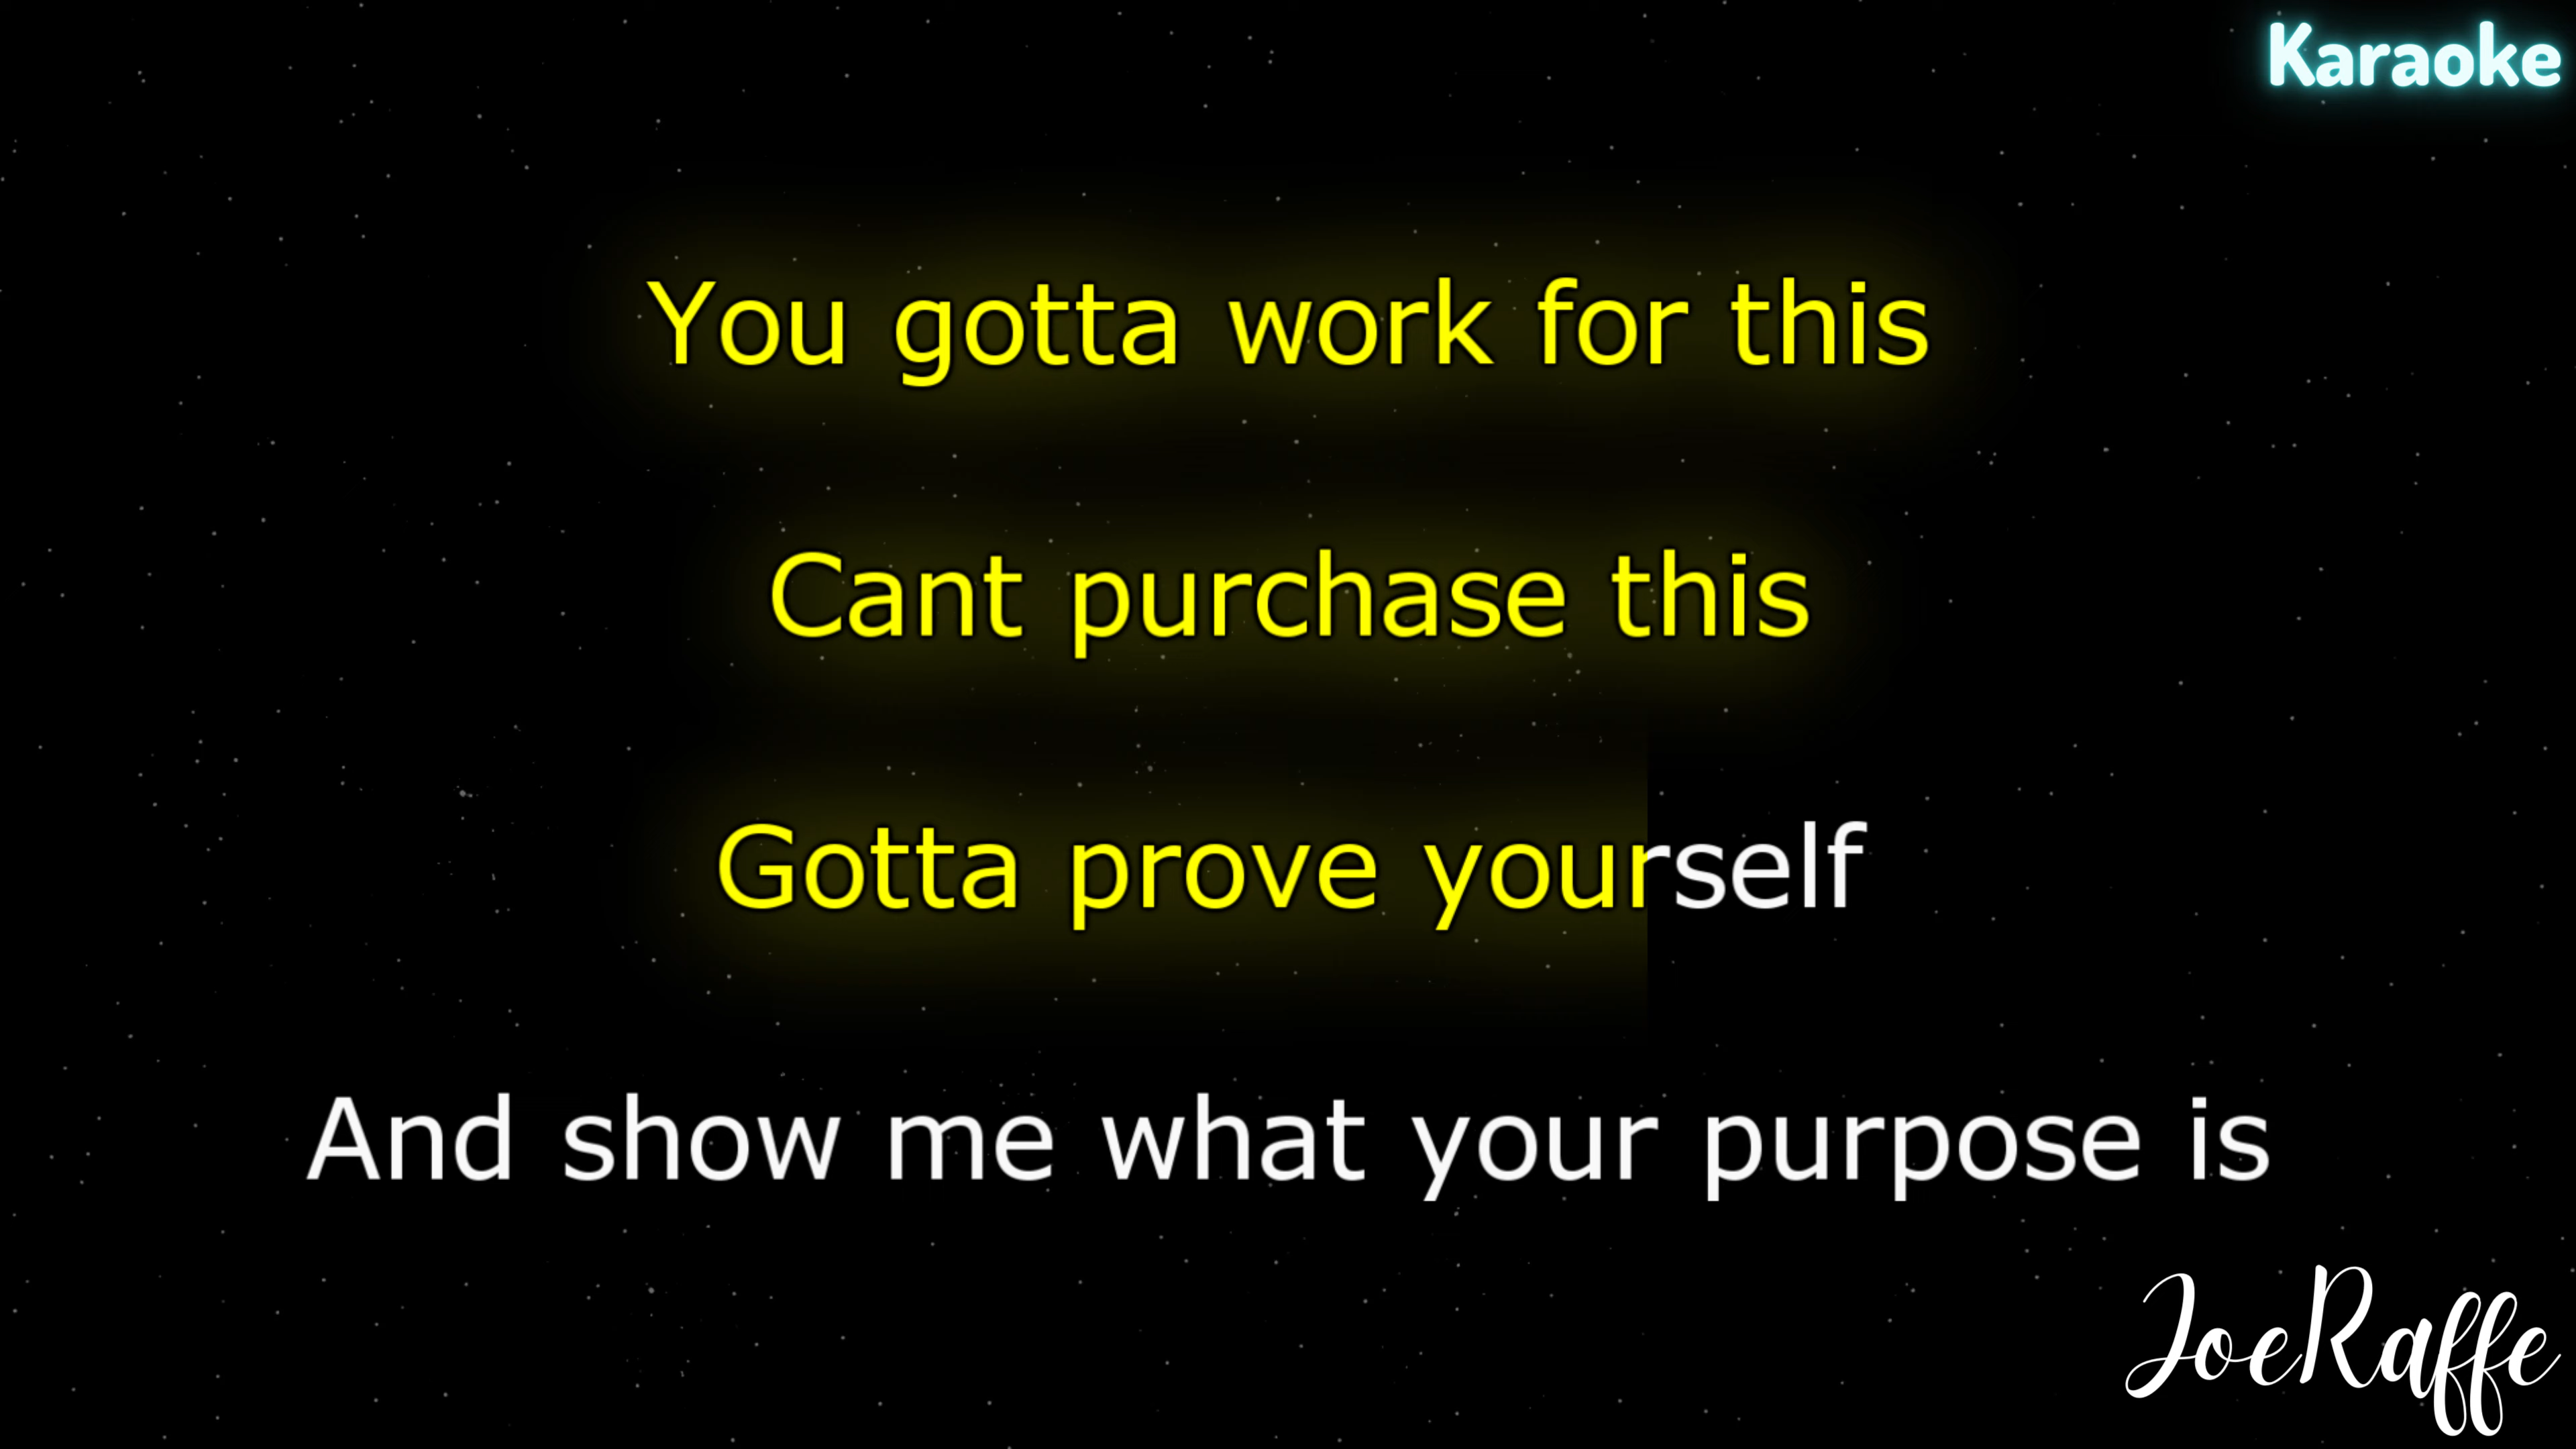 Karaoke
You gotta work for this
Cant purchase this
Gotta prove yourself
And show me what your purpose is
JoeRaffe